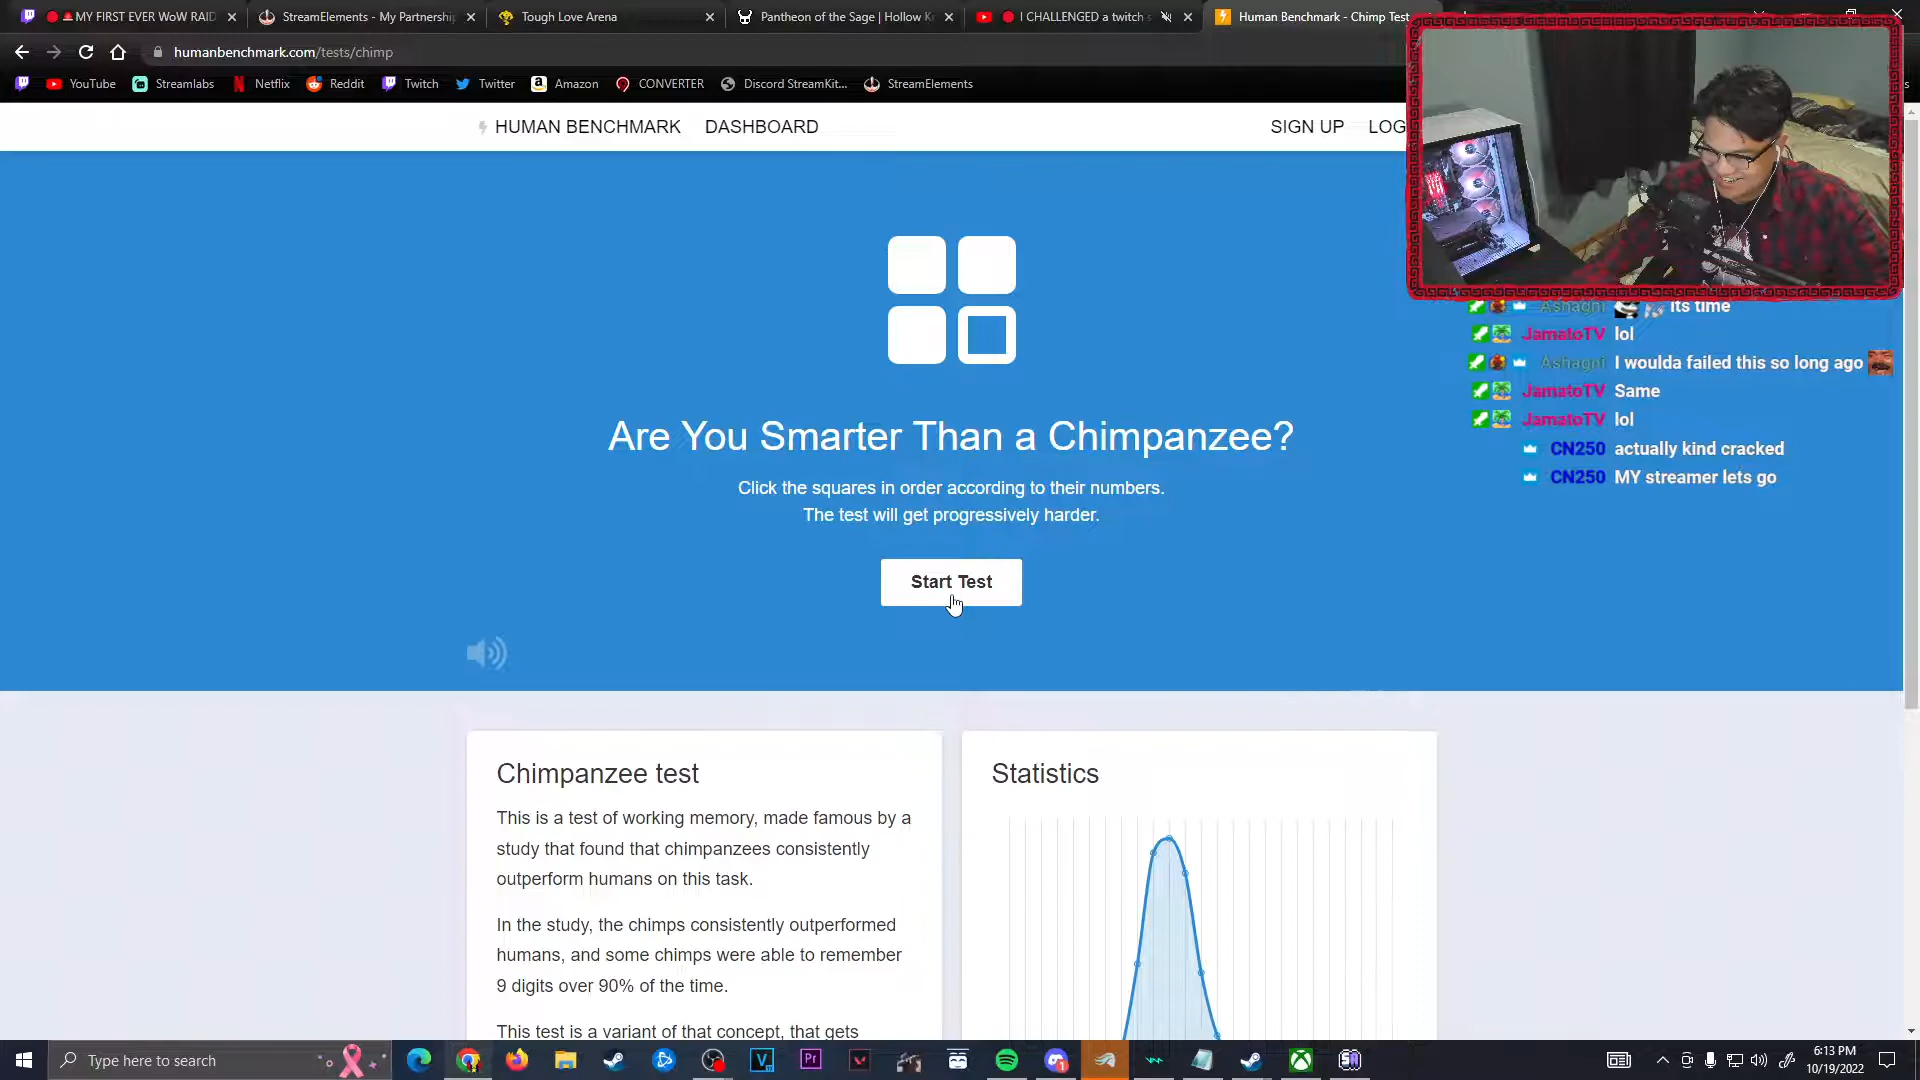 MY FIRST EVER WoW RAID
StreamElements - My Partnership
Tough Love Arena
Pantheon of the Sage | Hollow K
I CHALLENGED a twitch s
Human Benchmark - Chimp Test
humanbenchmark.com/tests/chimp
YouTube
Streamlabs
Netflix
Reddit
Twitch
Twitter
Amazon
CONVERTER
Discord StreamKit...
StreamElements
HUMAN BENCHMARK
DASHBOARD
SIGN UP
LOG
Ashagni its time
JamatoTV lol
Ashagni I woulda failed this so long ago
JamatoTV Same
JamatoTV lol
CN250 actually kind cracked
CN250 MY streamer lets go
Are You Smarter Than a Chimpanzee?
Click the squares in order according to their numbers.
The test will get progressively harder.
Start Test
Chimpanzee test
This is a test of working memory, made famous by a
study that found that chimpanzees consistently
outperform humans on this task.
In the study, the chimps consistently outperformed
humans, and some chimps were able to remember
9 digits over 90% of the time.
This test is a variant of that concept, that gets
Statistics
Type here to search
6:13 PM
10/19/2022